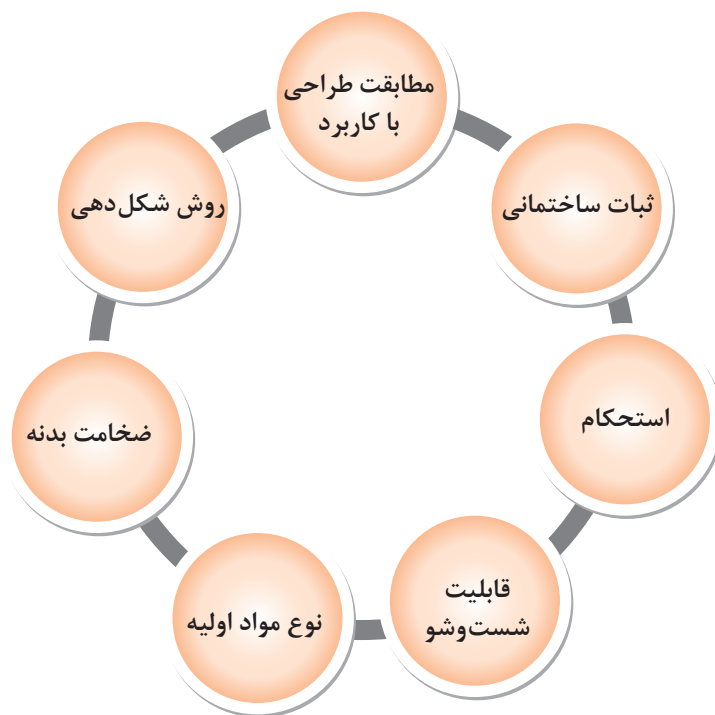 مطابقت طراحی
با کاربرد
ثبات ساختمانی
استحکام
قابلیت
شست‌وشو
نوع مواد اولیه
ضخامت بدنه
روش شکل‌دهی